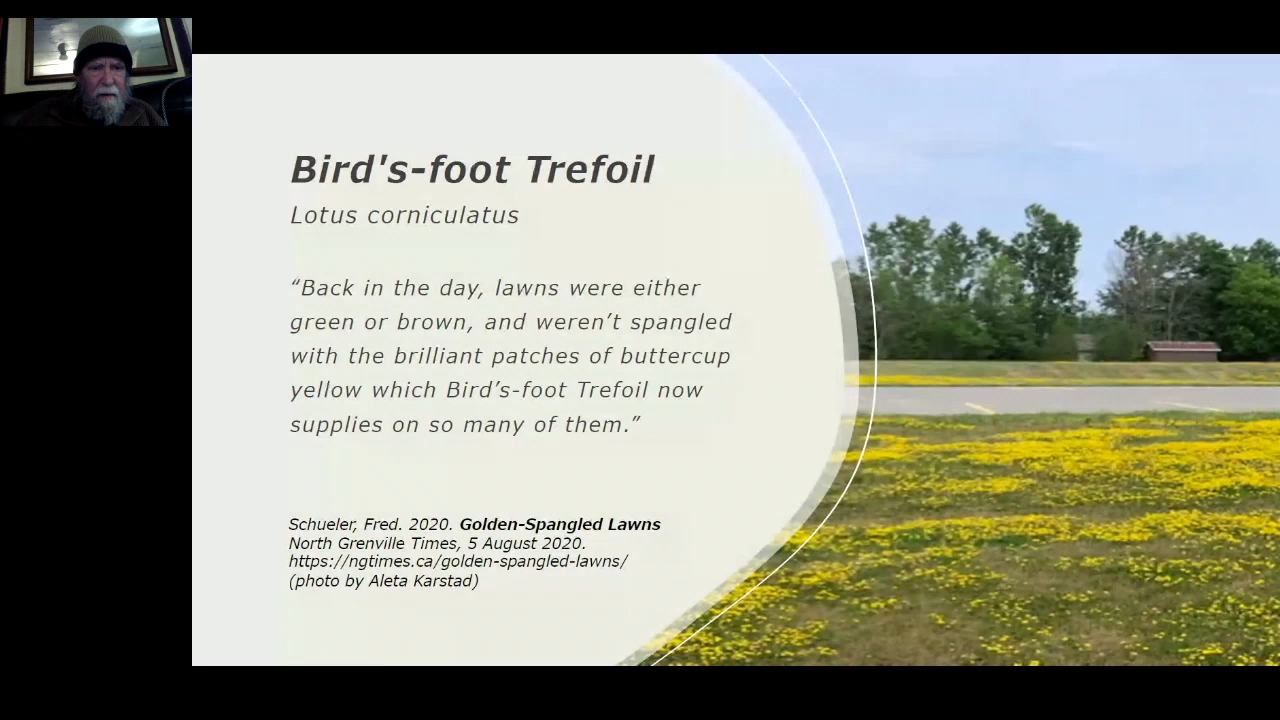 Bird's-foot Trefoil
Lotus corniculatus
“Back in the day, lawns were either
green or brown, and weren’t spangled
with the brilliant patches of buttercup
yellow which Bird’s-foot Trefoil now
supplies on so many of them.”
Schueler, Fred. 2020. Golden-Spangled Lawns
North Grenville Times, 5 August 2020.
https://ngtimes.ca/golden-spangled-lawns/
(photo by Aleta Karstad)